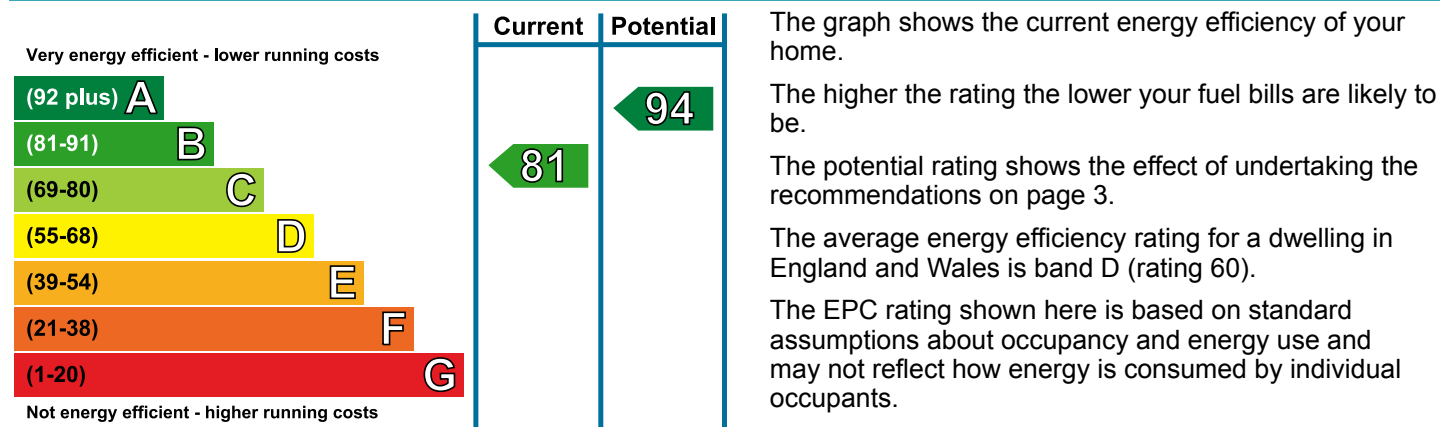 Current Potential
Very energy efficient - lower running costs
(92 plus) A
(81-91) B
(69-80) C
(55-68) D
(39-54) E
(21-38) F
(1-20) G
Not energy efficient - higher running costs
81
94
The graph shows the current energy efficiency of your
home.
The higher the rating the lower your fuel bills are likely to
be.
The potential rating shows the effect of undertaking the
recommendations on page 3.
The average energy efficiency rating for a dwelling in
England and Wales is band D (rating 60).
The EPC rating shown here is based on standard
assumptions about occupancy and energy use and
may not reflect how energy is consumed by individual
occupants.